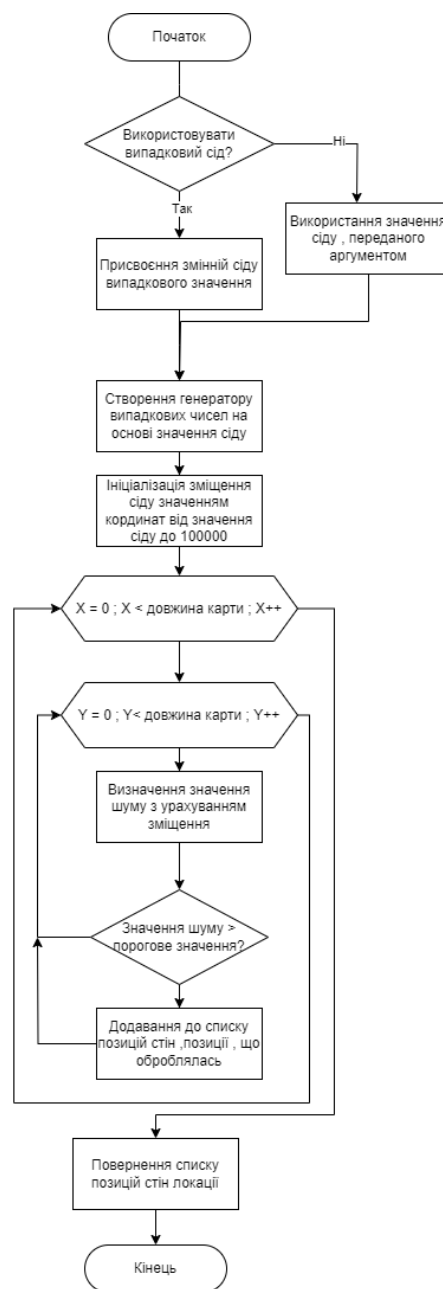 Початок
Використовувати
випадковий сід?
Ні
Так
Використання значення
сіду , переданого
аргументом
Присвоєння змінній сіду
випадкового значення
Створення генератору
випадкових чисел на
основі значення сіду
Ініціалізація зміщення
сіду значенням
кординат від значення
сіду до 100000
X = 0 ; X < довжина карти ; X++
Y = 0 ; Y< довжина карти ; Y++
Визначення значення
шуму з урахуванням
зміщення
Значення шуму >
порогове значення?
Додавання до списку
позицій стін ,позиції , що
оброблялась
Повернення списку
позицій стін локації
Кінець